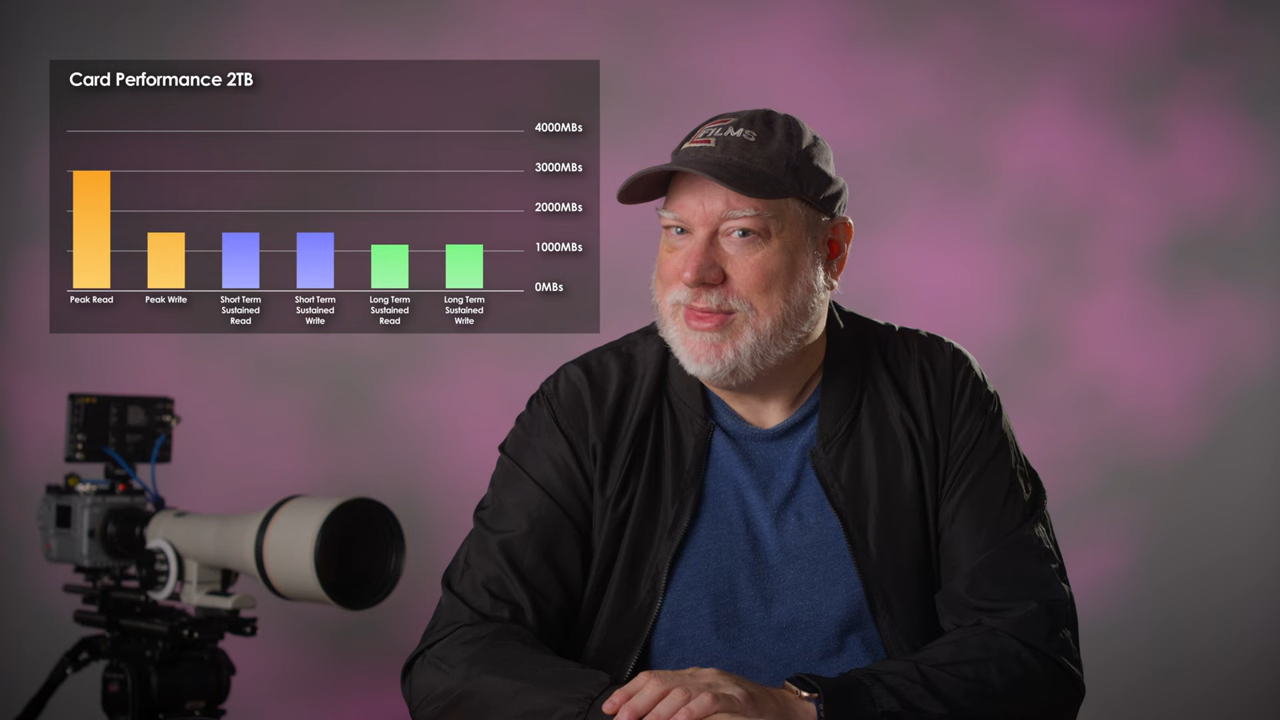 Card Performance 2TB
4000MBs
3000MBs
2000MBs
1000MBs
0MBs
Peak Read
Peak Write
Short Term
Sustained
Read
Short Term
Sustained
Write
Long Term
Sustained
Read
Long Term
Sustained
Write
FILMS